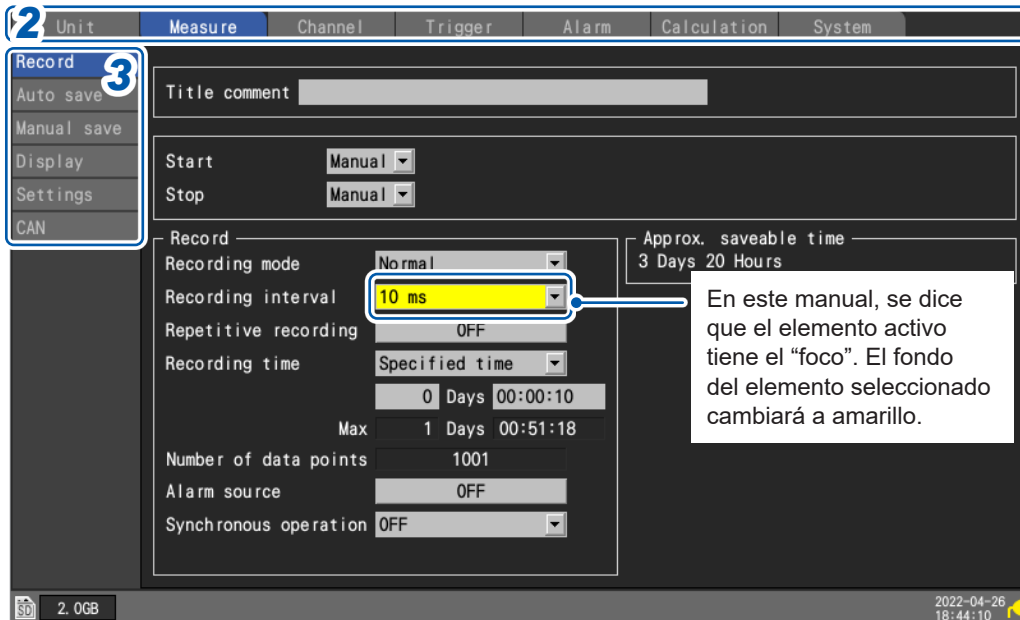 2 Unit Measure Channel Trigger Alarm Calculation System
Record 3
Auto save
Manual save
Display
Settings
CAN
Title comment
Start Manual
Stop Manual
Record
Recording mode Normal
Recording interval 10 ms
Repetitive recording OFF
Recording time Specified time
0 Days 00:00:10
Max 1 Days 00:51:18
Number of data points 1001
Alarm source OFF
Synchronous operation OFF
Approx. saveable time
3 Days 20 Hours
En este manual, se dice
que el elemento activo
tiene el “foco”. El fondo
del elemento seleccionado
cambiará a amarillo.
SD 2.0GB
2022-04-26
18:44:10